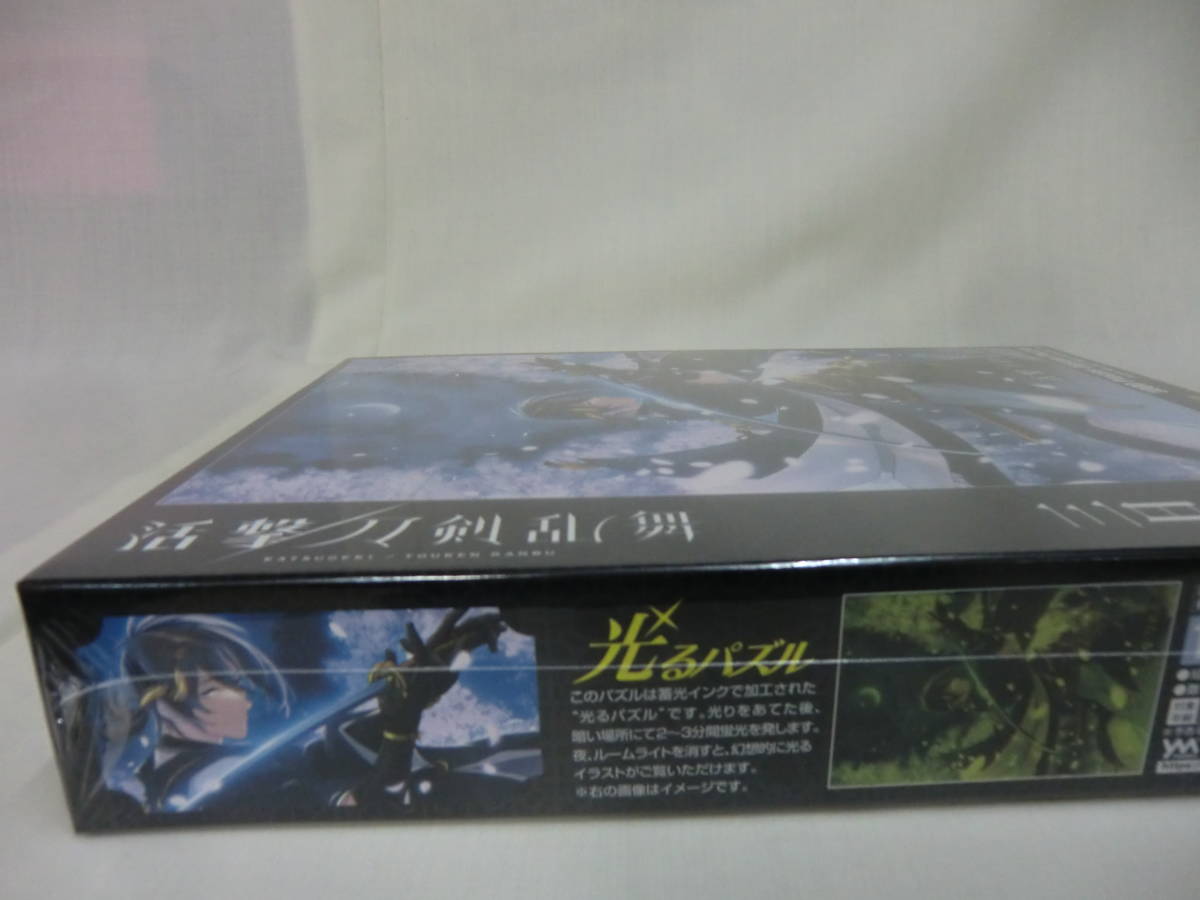 活撃 刀剣乱舞
KATSUGEKI / TOUKEN RANBU
三日
光るパズル
このパズルは蓄光インクで加工された
“光るパズル”です。光りをあてた後、
暗い場所にて2〜3分間蛍光を発します。
夜、ルームライトを消すと、幻想的に光る
イラストがご覧いただけます。
※右の画像はイメージです。